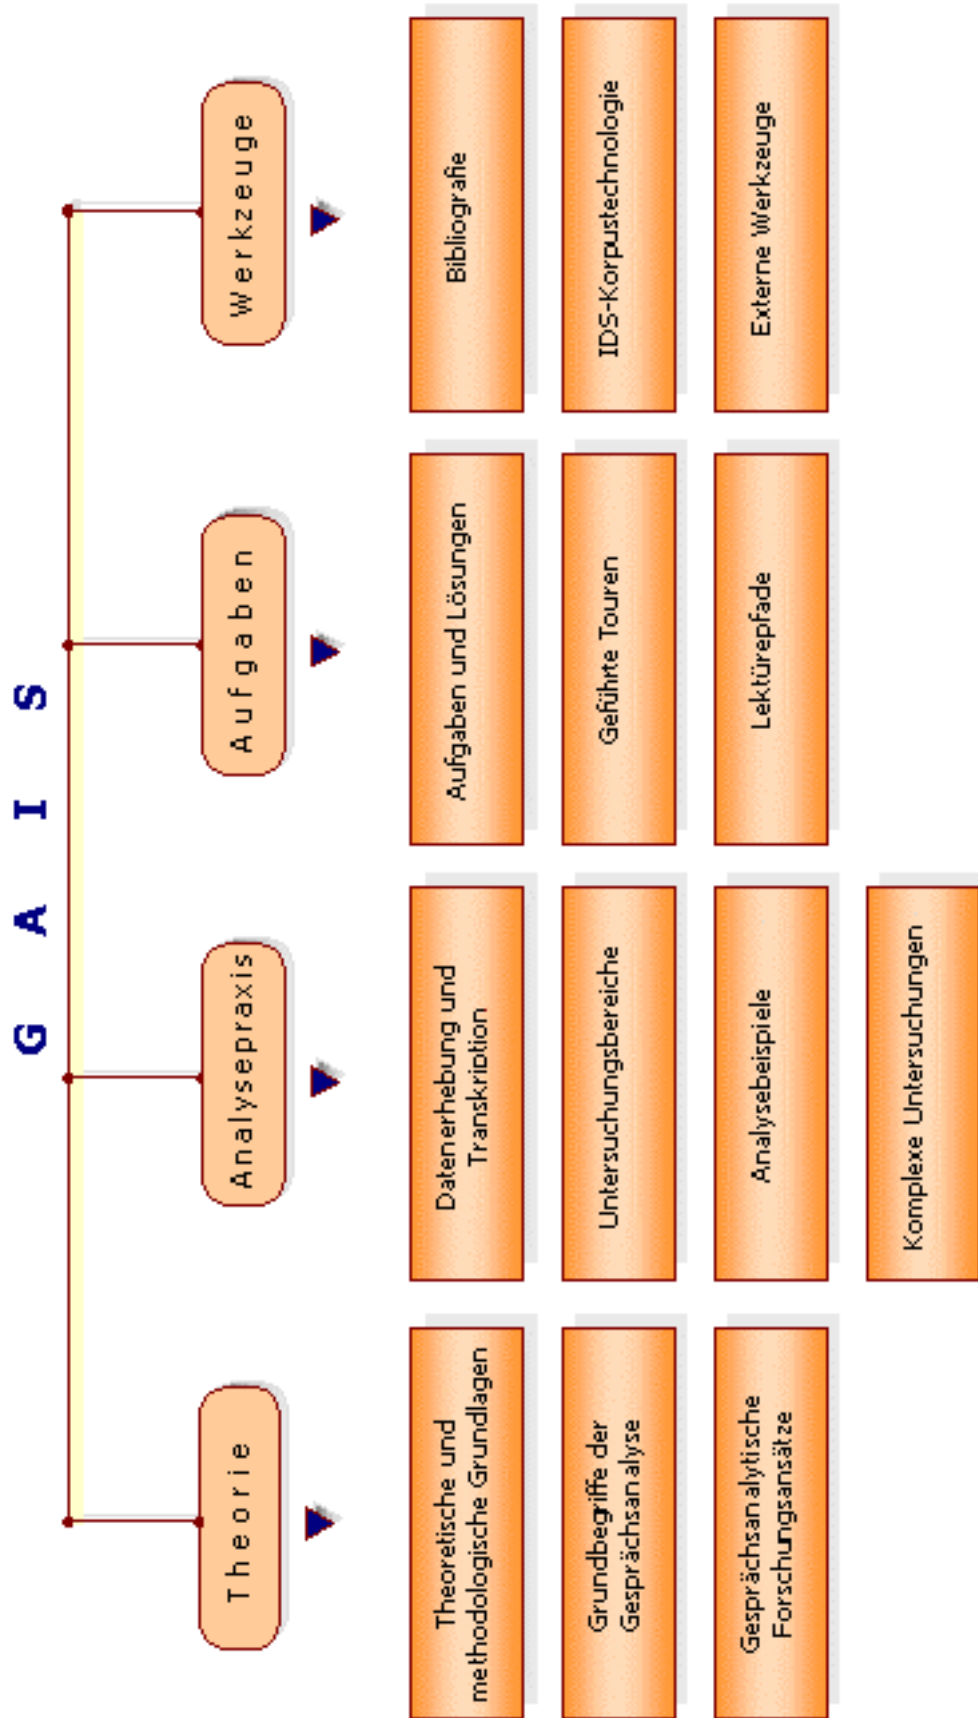 G A I S
Theorie
Analysepraxis
Aufgaben
Werkzeuge
Theoretische und
methodologische Grundlagen
Grundbegriffe der
Gesprächsanalyse
Gesprächsanalytische
Forschungsansätze
Datenerhebung und
Transkription
Untersuchungsbereiche
Analysebeispiele
Komplexe Untersuchungen
Aufgaben und Lösungen
Geführte Touren
Lektürepfade
Bibliografie
IDS-Korpustechnologie
Externe Werkzeuge